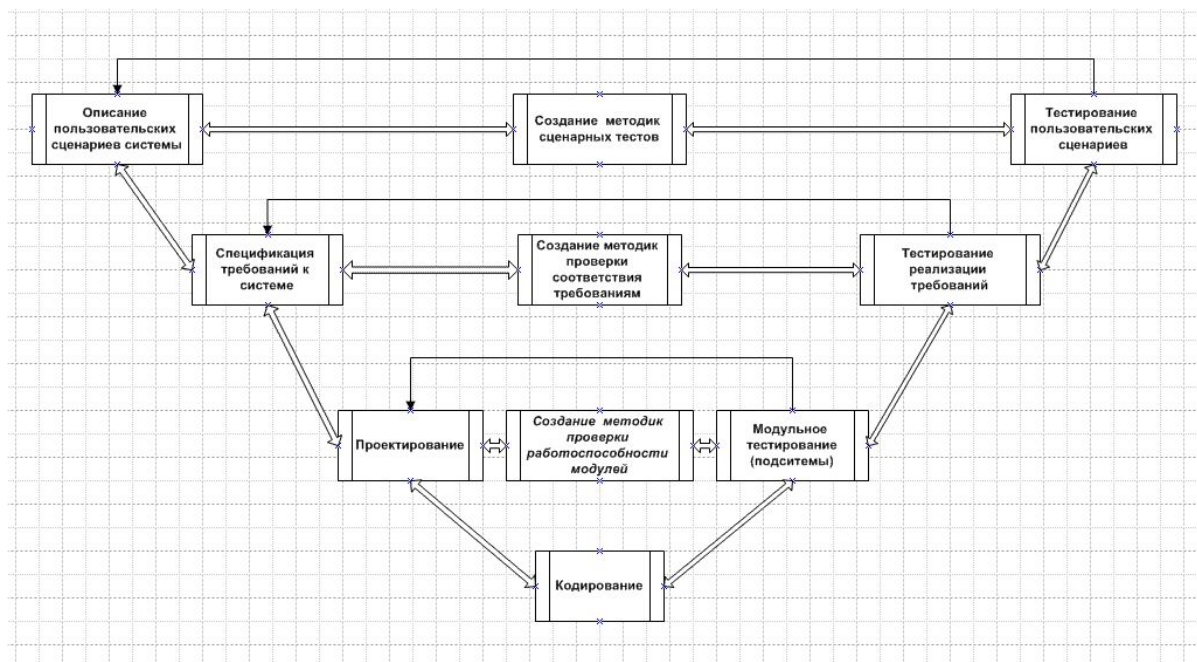 Описание
пользовательских
сценариев системы
Создание методик
сценарных тестов
Тестирование
пользовательских
сценариев
Спецификация
требований к
системе
Создание методик
проверки
соответствия
требованиям
Тестирование
реализации
требований
Проектирование
Создание методик
проверки
работоспособности
модулей
Модульное
тестирование
(подситемы)
Кодирование